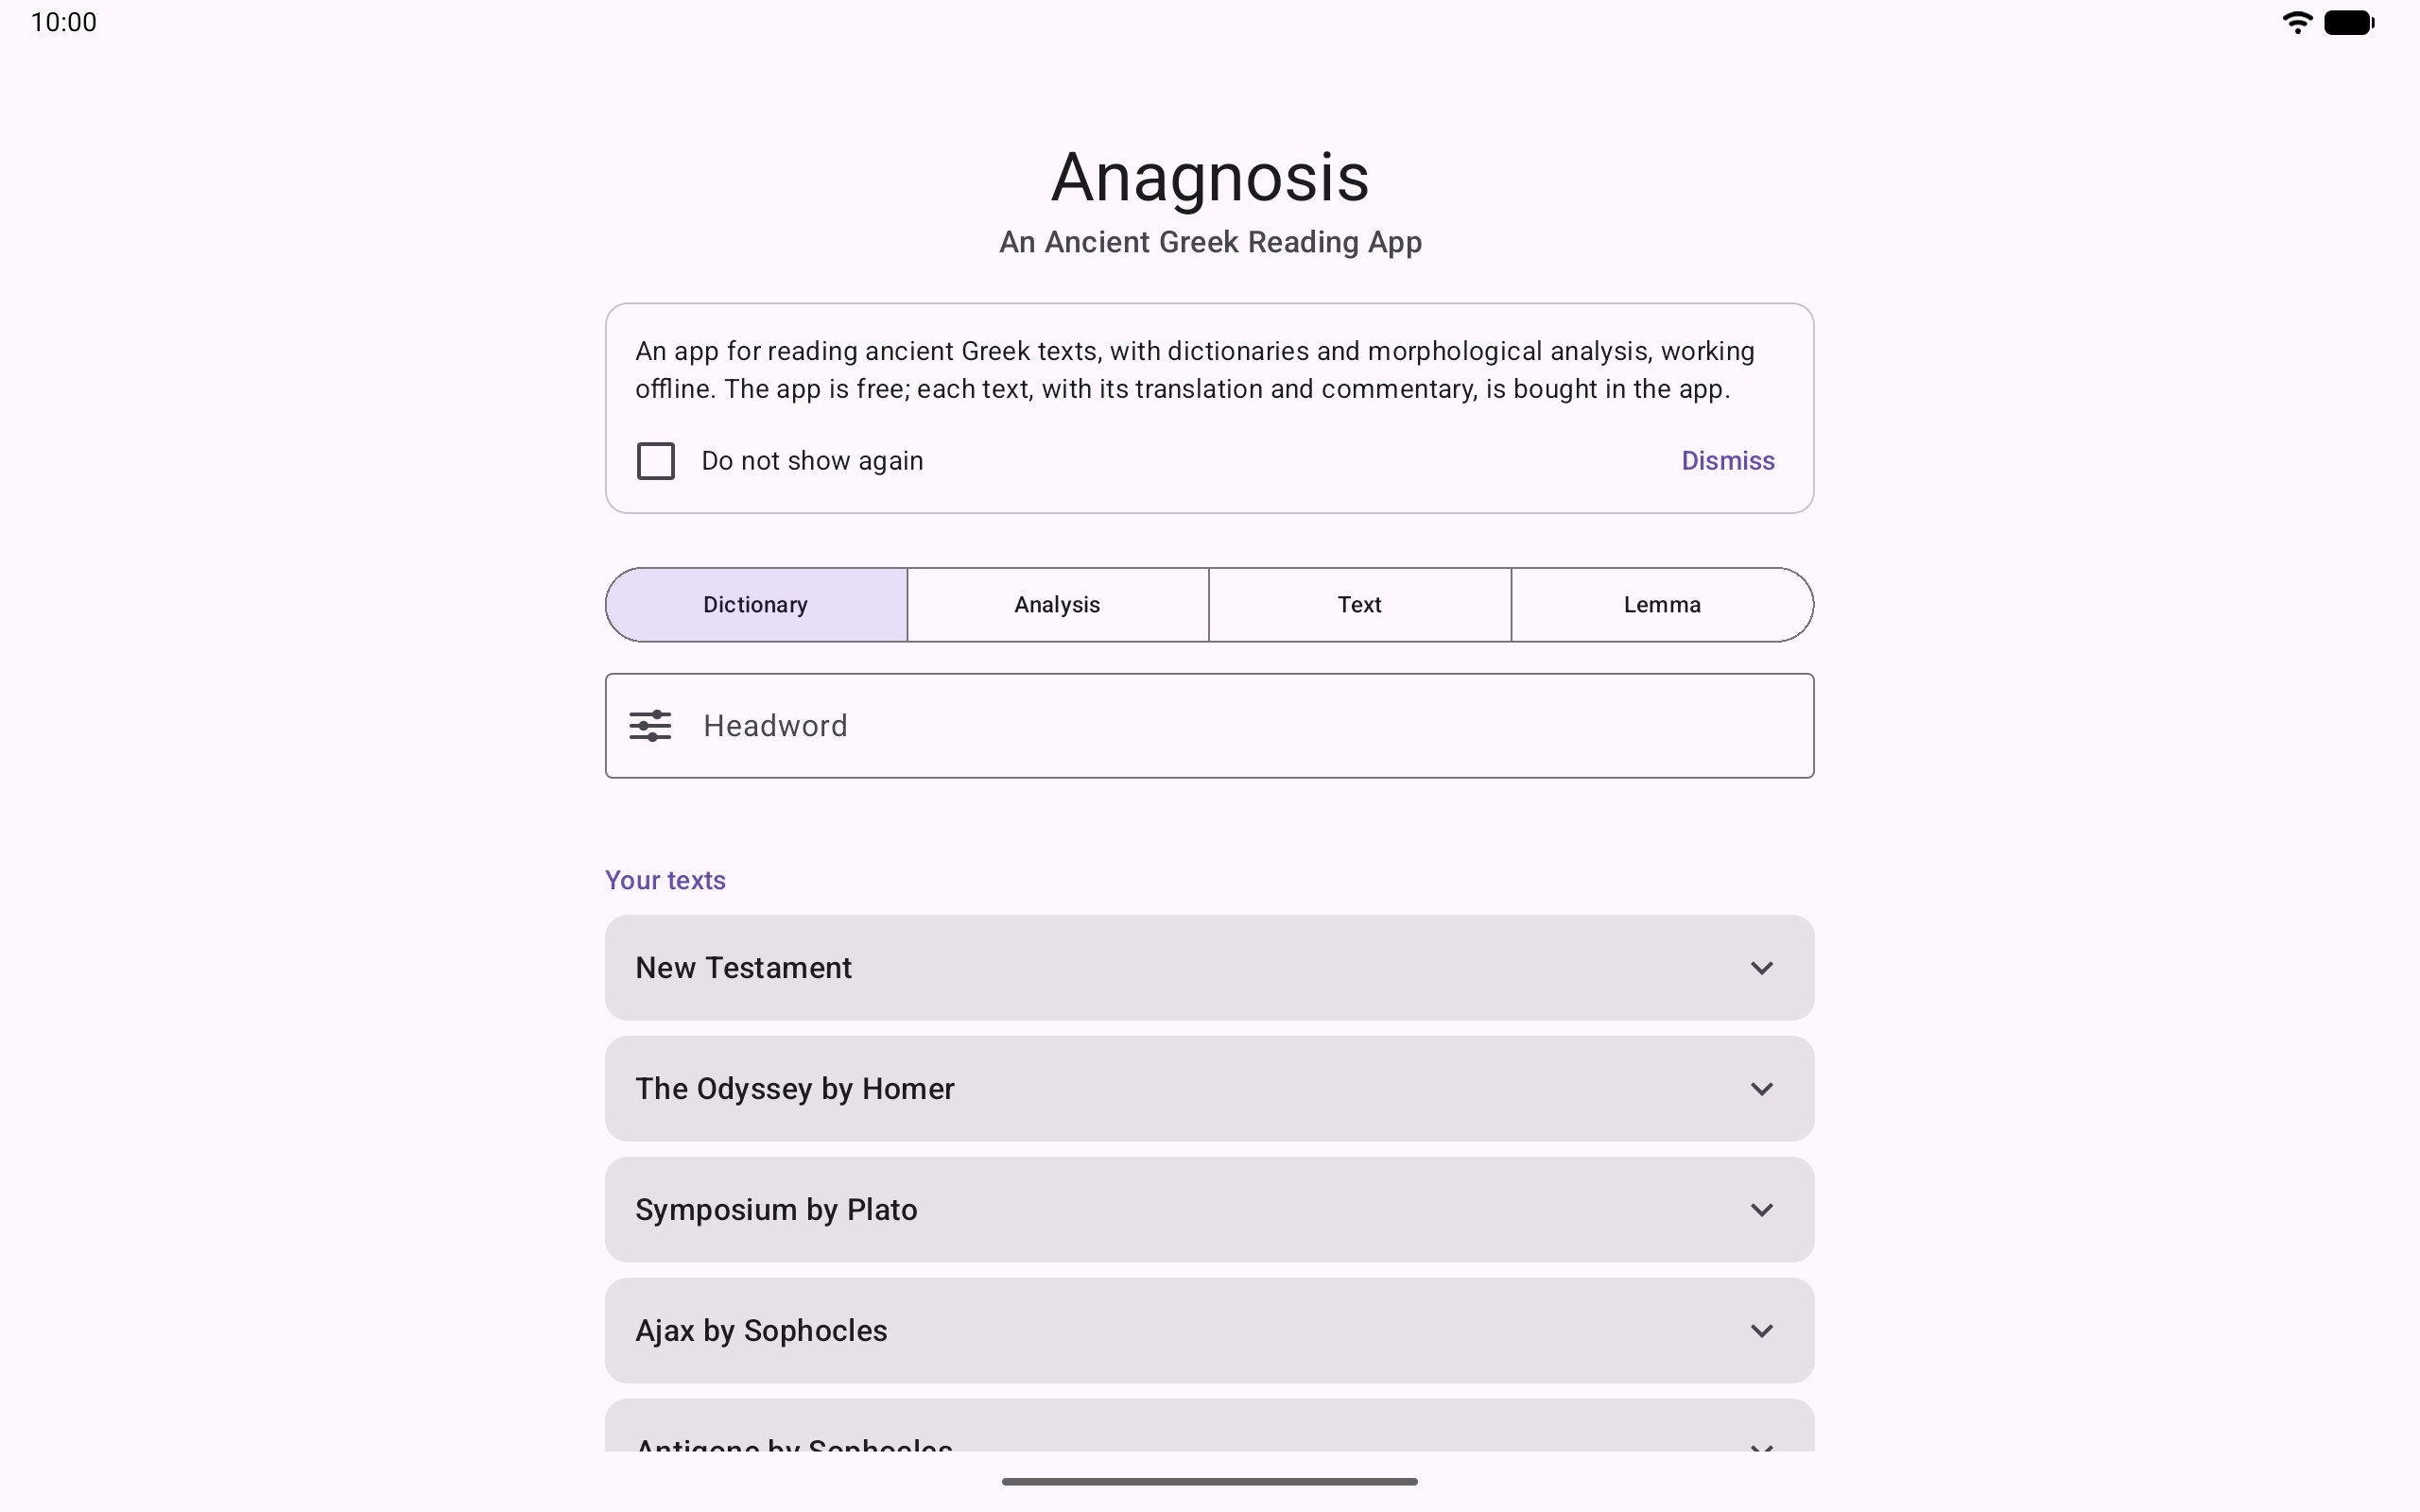 10:00
Anagnosis
An Ancient Greek Reading App
An app for reading ancient Greek texts, with dictionaries and morphological analysis, working
offline. The app is free; each text, with its translation and commentary, is bought in the app.
Do not show again
Dismiss
Dictionary
Analysis
Text
Lemma
Headword
Your texts
New Testament
The Odyssey by Homer
Symposium by Plato
Ajax by Sophocles
Antigone by Sophocles